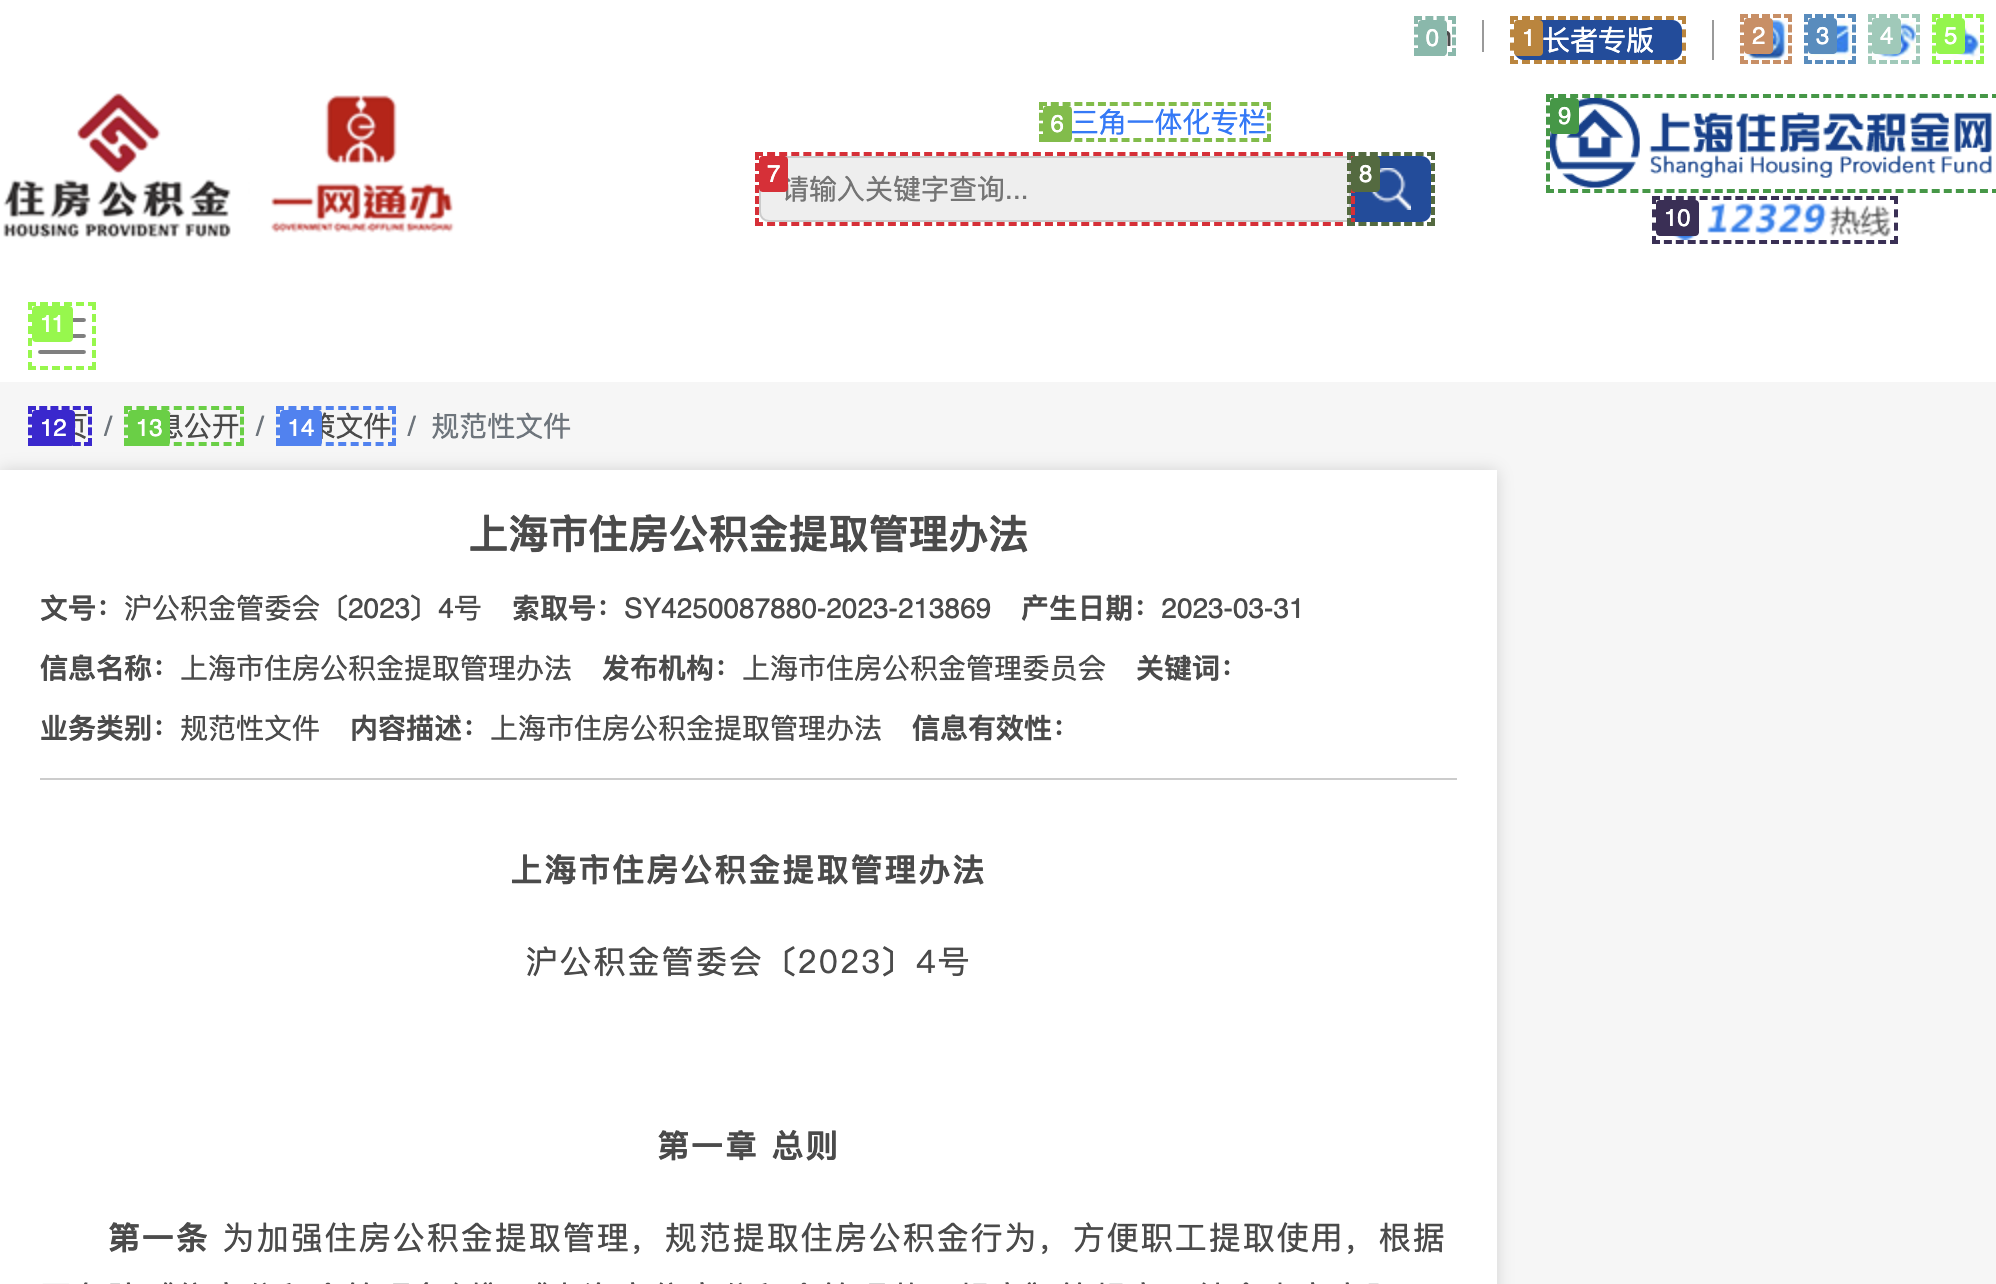 长者专版
住房公积金
HOUSING PROVIDENT FUND
一网通办
GOVERNMENT ONLINE-OFFLINE SHANGHAI
三角一体化专栏
请输入关键字查询...
上海住房公积金网
Shanghai Housing Provident Fund
12329热线
0
1
2
3
4
5
6
7
8
9
10
11
12 / 13 息公开 / 14 策文件 / 规范性文件
上海市住房公积金提取管理办法
文号：沪公积金管委会〔2023〕4号 索取号：SY4250087880-2023-213869 产生日期：2023-03-31
信息名称：上海市住房公积金提取管理办法 发布机构：上海市住房公积金管理委员会 关键词：
业务类别：规范性文件 内容描述：上海市住房公积金提取管理办法 信息有效性：
上海市住房公积金提取管理办法
沪公积金管委会〔2023〕4号
第一章 总则
第一条 为加强住房公积金提取管理，规范提取住房公积金行为，方便职工提取使用，根据